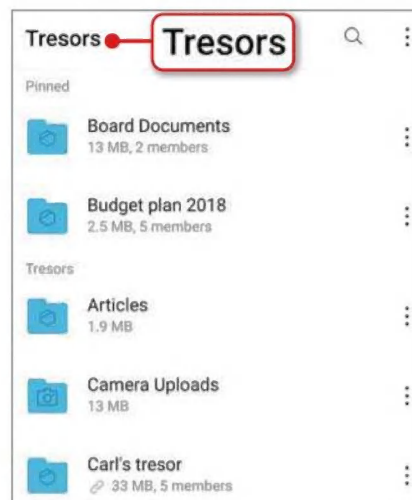 Tresors Tresors
Pinned
Board Documents
13 MB, 2 members
Budget plan 2018
2.5 MB, 5 members
Tresors
Articles
1.9 MB
Camera Uploads
13 MB
Carl's tresor
33 MB, 5 members